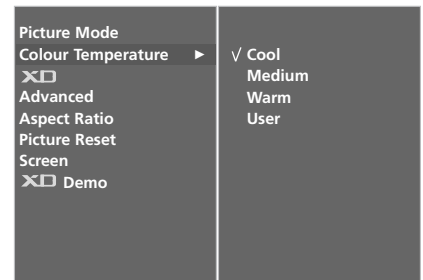 Picture Mode
Colour Temperature ►
XD
Advanced
Aspect Ratio
Picture Reset
Screen
XD Demo
√ Cool
Medium
Warm
User